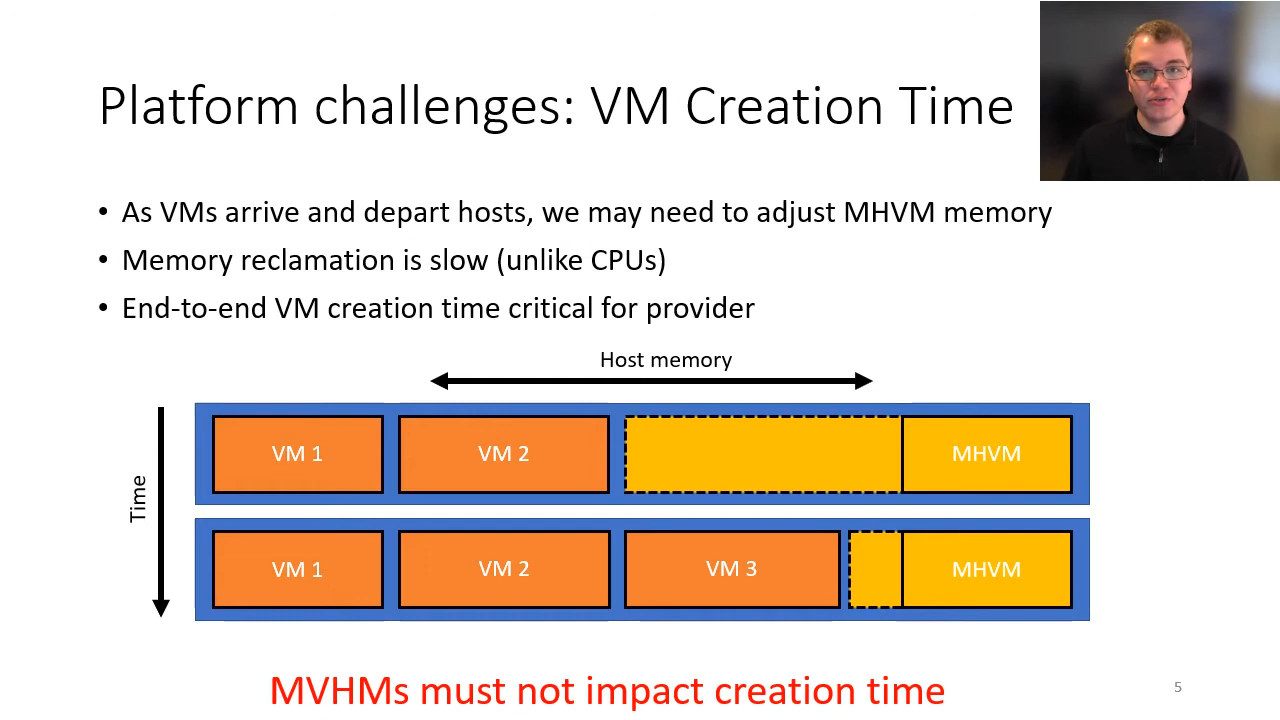 Platform challenges: VM Creation Time
• As VMs arrive and depart hosts, we may need to adjust MHVM memory
• Memory reclamation is slow (unlike CPUs)
• End-to-end VM creation time critical for provider
Host memory
Time
VM 1
VM 2
MHVM
VM 1
VM 2
VM 3
MHVM
MVHMs must not impact creation time
5